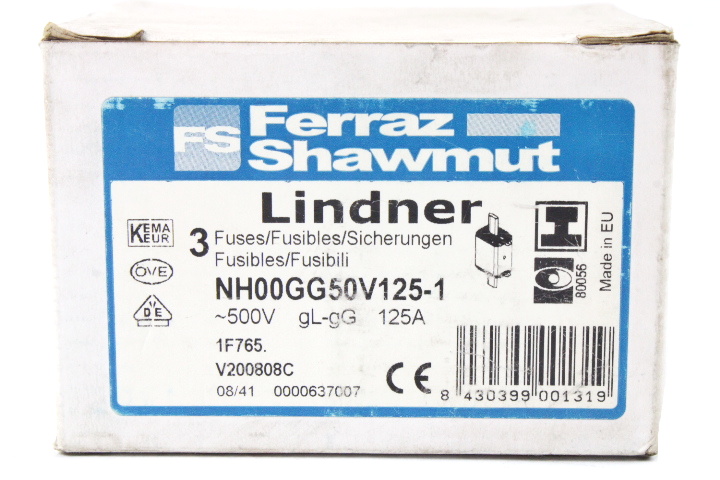 FS Ferraz
Shawmut
Lindner
KEMA
KEUR
3 Fuses/Fusibles/Sicherungen
Fusibles/Fusibili
ÖVE
NH00GG50V125-1
~500V gL-gG 125A
1F765.
V200808C
08/41 0000637007
CE
8 430399 001319
80056
Made in EU